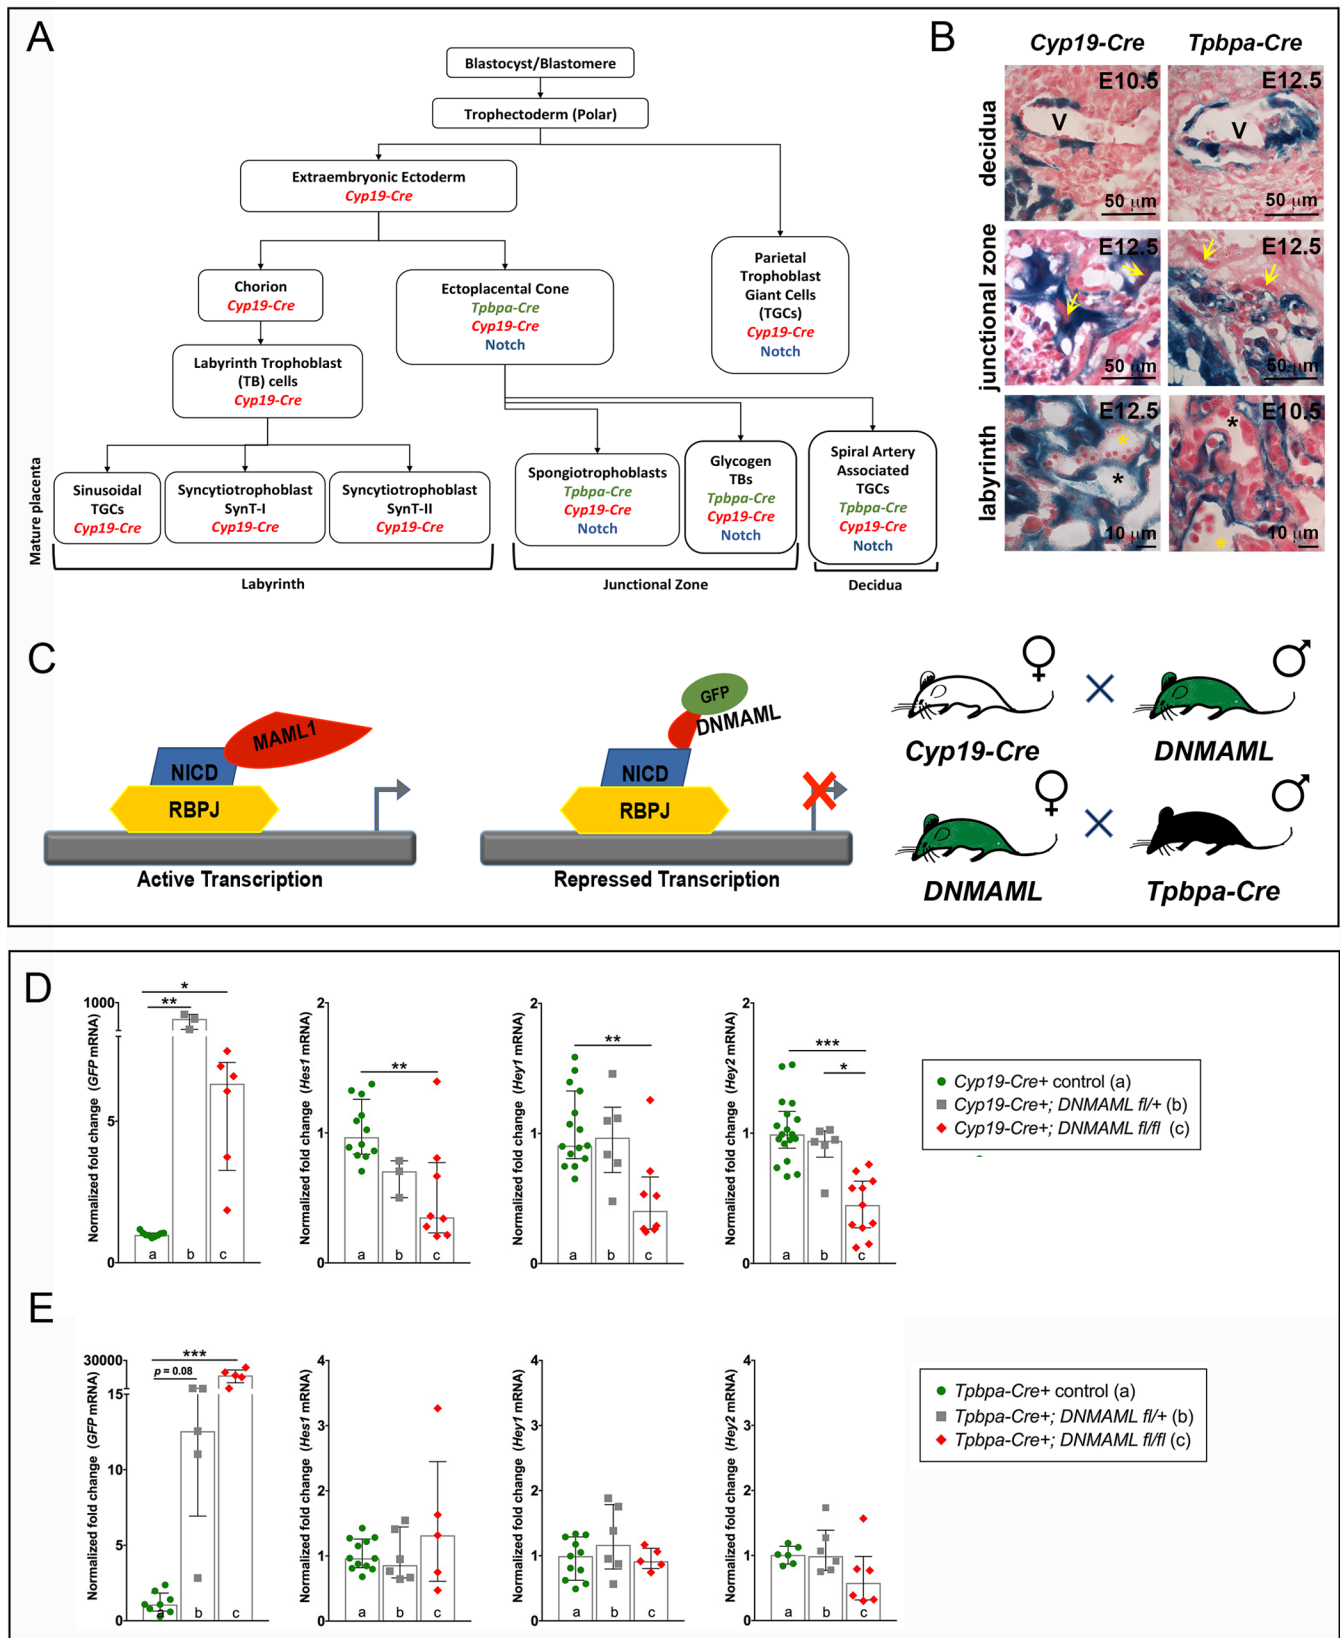 A
Blastocyst/Blastomere
Trophectoderm (Polar)
Extraembryonic Ectoderm
Cyp19-Cre
Chorion
Cyp19-Cre
Ectoplacental Cone
Tpbpa-Cre
Cyp19-Cre
Notch
Parietal
Trophoblast
Giant Cells
(TGCs)
Cyp19-Cre
Notch
Labyrinth Trophoblast
(TB) cells
Cyp19-Cre
Mature placenta
Sinusoidal
TGCs
Cyp19-Cre
Syncytiotrophoblast
SynT-I
Cyp19-Cre
Syncytiotrophoblast
SynT-II
Cyp19-Cre
Spongiotrophoblasts
Tpbpa-Cre
Cyp19-Cre
Notch
Glycogen
TBs
Tpbpa-Cre
Cyp19-Cre
Notch
Spiral Artery
Associated
TGCs
Tpbpa-Cre
Cyp19-Cre
Notch
Labyrinth
Junctional Zone
Decidua
B
Cyp19-Cre Tpbpa-Cre
decidua
E10.5
V
50 µm
E12.5
V
50 µm
junctional zone
E12.5
50 µm
E12.5
50 µm
labyrinth
E12.5
*
*
10 µm
E10.5
*
*
10 µm
C
MAML1
NICD
RBPJ
Active Transcription
GFP
DNMAML
NICD
RBPJ
Repressed Transcription
♀ × ♂
Cyp19-Cre DNMAML
♀ × ♂
DNMAML Tpbpa-Cre
D
Normalized fold change (GFP mRNA)
1000
5
0
*
**
a b c
Normalized fold change (Hes1 mRNA)
2
1
0
**
a b c
Normalized fold change (Hey1 mRNA)
2
1
0
**
a b c
Normalized fold change (Hey2 mRNA)
2
1
0
***
*
a b c
Cyp19-Cre+ control (a)
Cyp19-Cre+; DNMAML fl/+ (b)
Cyp19-Cre+; DNMAML fl/fl (c)
E
Normalized fold change (GFP mRNA)
30000
15
10
5
0
***
p = 0.08
a b c
Normalized fold change (Hes1 mRNA)
4
3
2
1
0
a b c
Normalized fold change (Hey1 mRNA)
4
3
2
1
0
a b c
Normalized fold change (Hey2 mRNA)
4
3
2
1
0
a b c
Tpbpa-Cre+ control (a)
Tpbpa-Cre+; DNMAML fl/+ (b)
Tpbpa-Cre+; DNMAML fl/fl (c)